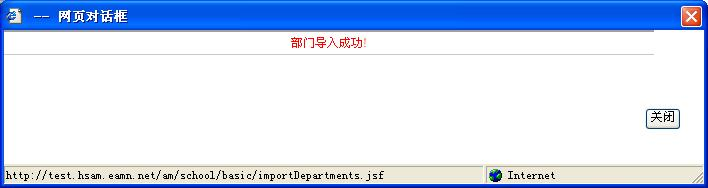 -- 网页对话框
部门导入成功!
关闭
http://test.hsam.eamn.net/am/school/basic/importDepartments.jsf
Internet